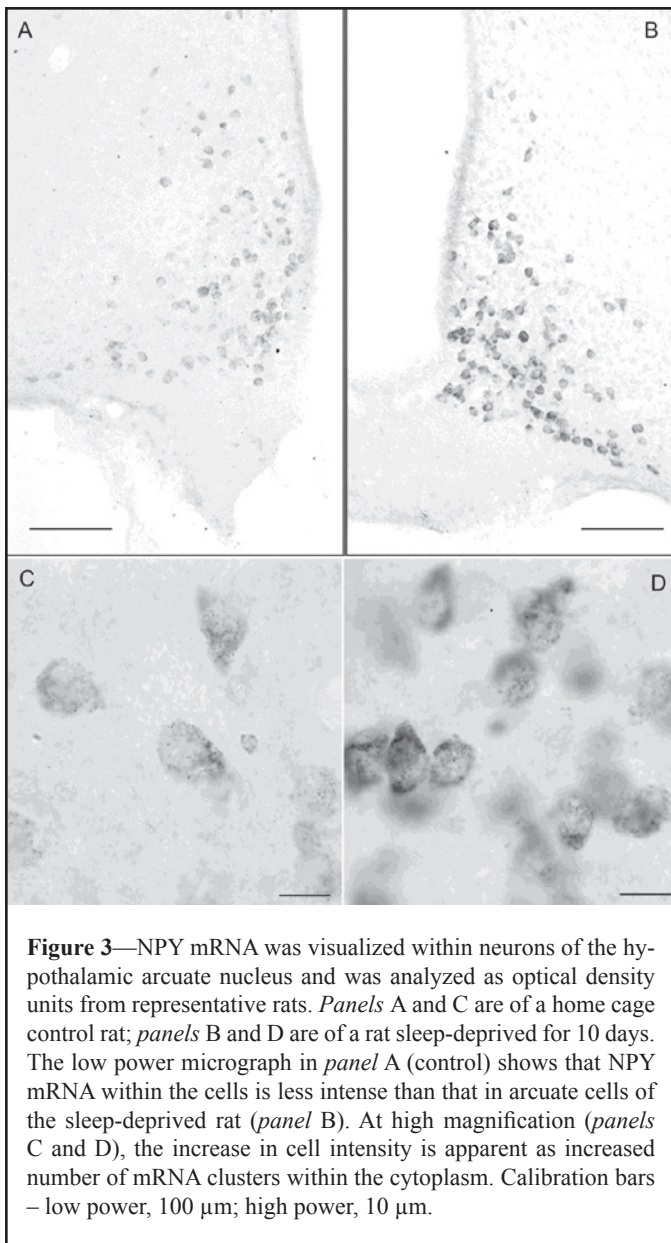 A
B
C
D
Figure 3—NPY mRNA was visualized within neurons of the hy-
pothalamic arcuate nucleus and was analyzed as optical density
units from representative rats. Panels A and C are of a home cage
control rat; panels B and D are of a rat sleep-deprived for 10 days.
The low power micrograph in panel A (control) shows that NPY
mRNA within the cells is less intense than that in arcuate cells of
the sleep-deprived rat (panel B). At high magnification (panels
C and D), the increase in cell intensity is apparent as increased
number of mRNA clusters within the cytoplasm. Calibration bars
– low power, 100 µm; high power, 10 µm.